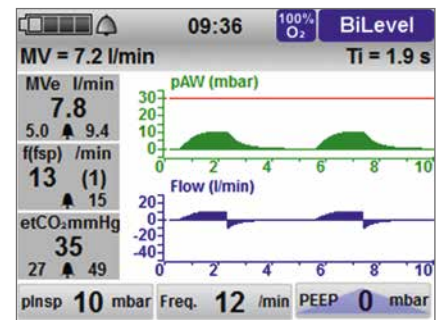 09:36
100% O₂
BiLevel
MV = 7.2 l/min
Ti = 1.9 s
MVe l/min
7.8
5.0 9.4
f(fsp) /min
13 (1)
15
etCO₂mmHg
35
27 49
pAW (mbar)
30
20
10
0
0 2 4 6 8 10
Flow (l/min)
20
0
-20
-40
0 2 4 6 8 10
pInsp 10 mbar
Freq. 12 /min
PEEP 0 mbar